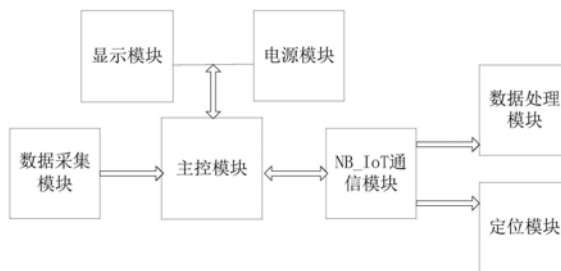 显示模块
电源模块
数据采集
模块
主控模块
NB_IoT通
信模块
数据处理
模块
定位模块